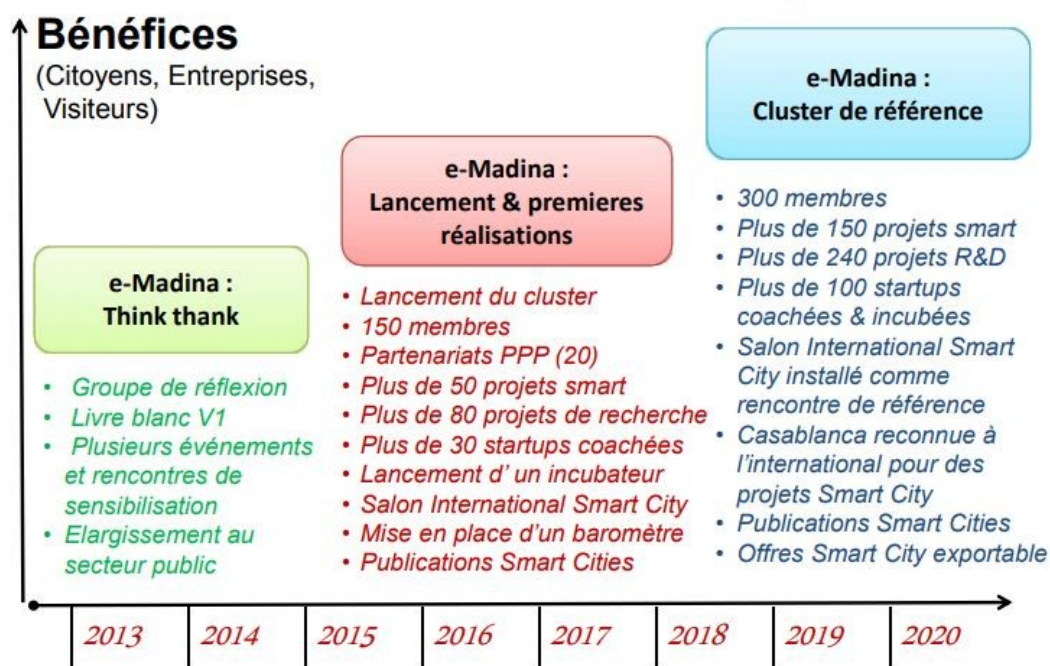 Bénéfices
(Citoyens, Entreprises,
Visiteurs)
e-Madina :
Think thank
• Groupe de réflexion
• Livre blanc V1
• Plusieurs événements
et rencontres de
sensibilisation
• Elargissement au
secteur public
e-Madina :
Lancement & premieres
réalisations
• Lancement du cluster
• 150 membres
• Partenariats PPP (20)
• Plus de 50 projets smart
• Plus de 80 projets de recherche
• Plus de 30 startups coachées
• Lancement d’ un incubateur
• Salon International Smart City
• Mise en place d’un baromètre
• Publications Smart Cities
e-Madina :
Cluster de référence
• 300 membres
• Plus de 150 projets smart
• Plus de 240 projets R&D
• Plus de 100 startups
coachées & incubées
• Salon International Smart
City installé comme
rencontre de référence
• Casablanca reconnue à
l’international pour des
projets Smart City
• Publications Smart Cities
• Offres Smart City exportable
2013 2014 2015 2016 2017 2018 2019 2020